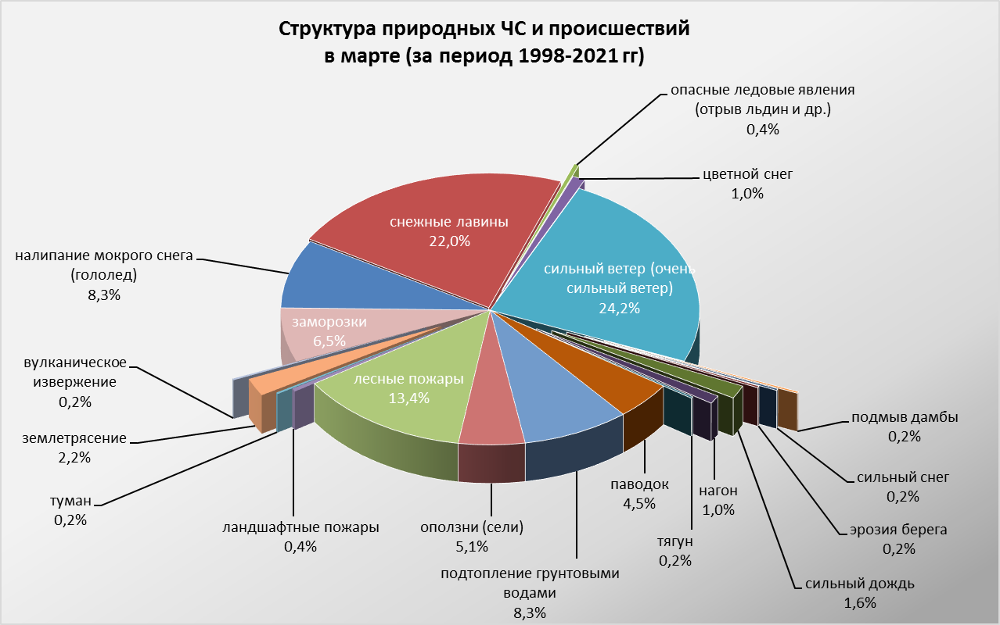 Структура природных ЧС и происшествий
в марте (за период 1998-2021 гг)
опасные ледовые явления
(отрыв льдин и др.)
0,4%
цветной снег
1,0%
снежные лавины
22,0%
сильный ветер (очень
сильный ветер)
24,2%
налипание мокрого снега
(гололед)
8,3%
заморозки
6,5%
вулканическое
извержение
0,2%
лесные пожары
13,4%
землетрясение
2,2%
туман
0,2%
ландшафтные пожары
0,4%
оползни (сели)
5,1%
подтопление грунтовыми
водами
8,3%
паводок
4,5%
тягун
0,2%
нагон
1,0%
подмыв дамбы
0,2%
сильный снег
0,2%
эрозия берега
0,2%
сильный дождь
1,6%